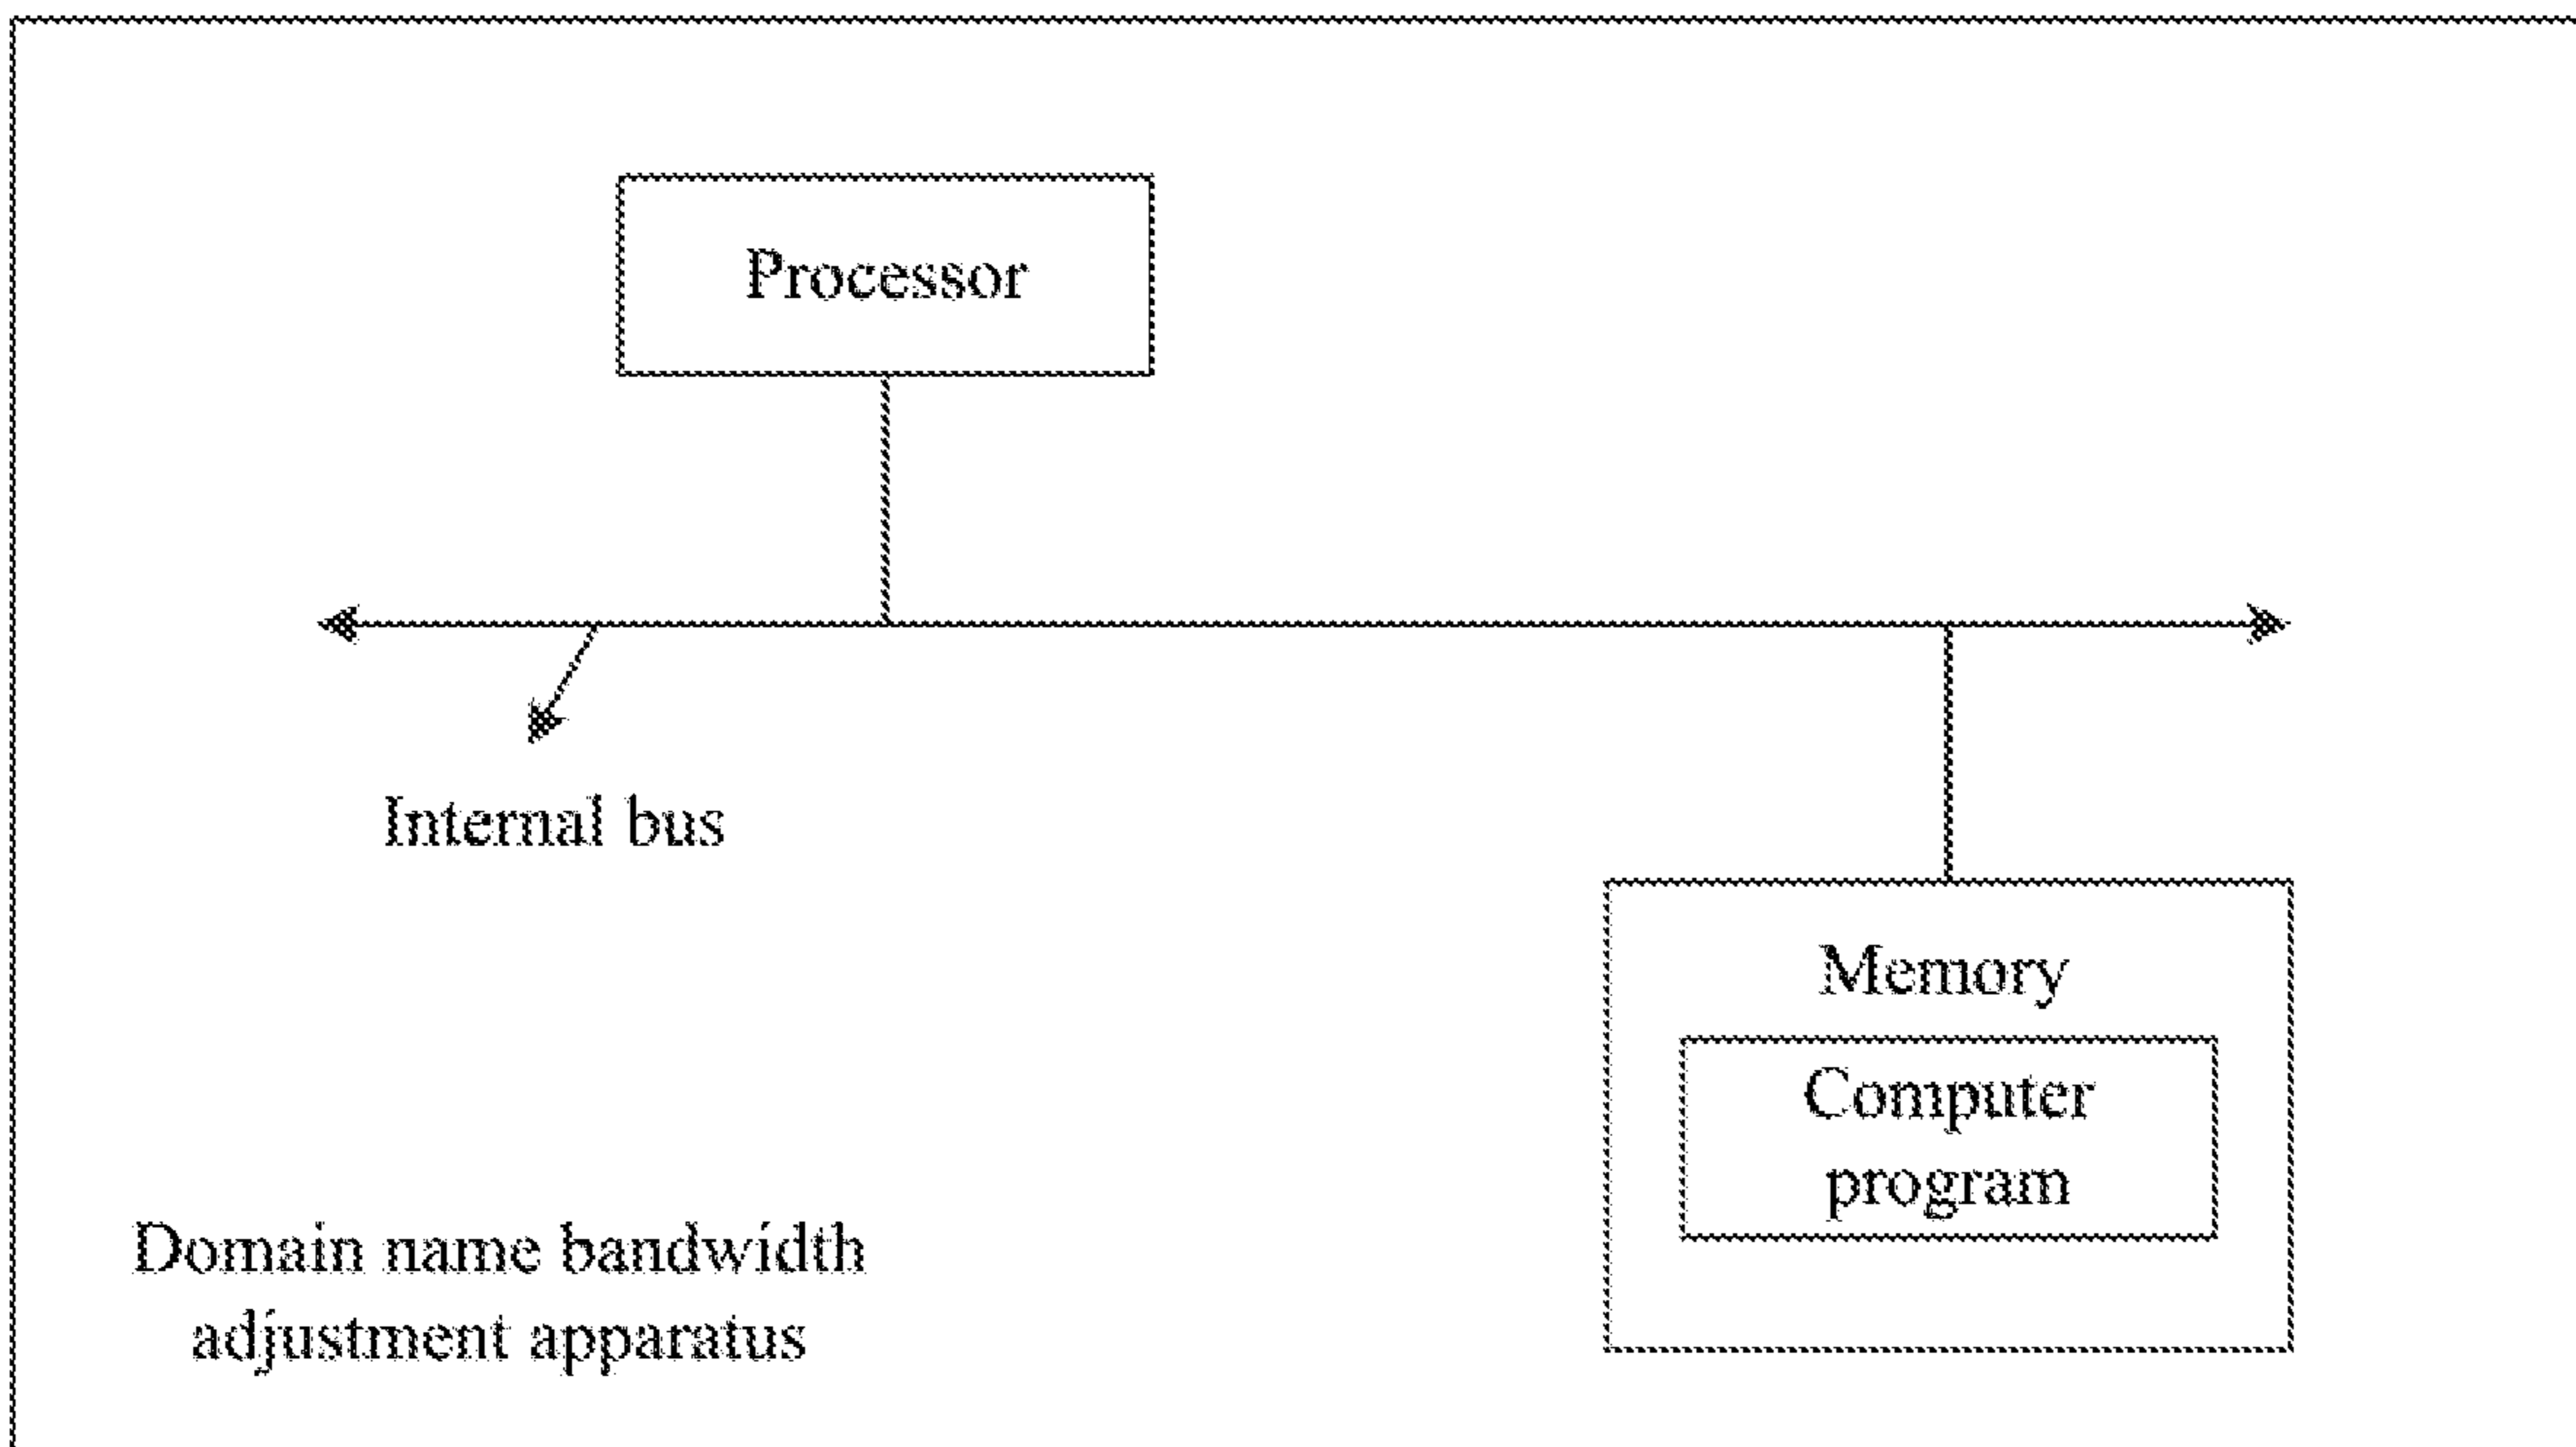 Processor
Internal bus
Memory
Computer
program
Domain name bandwidth
adjustment apparatus